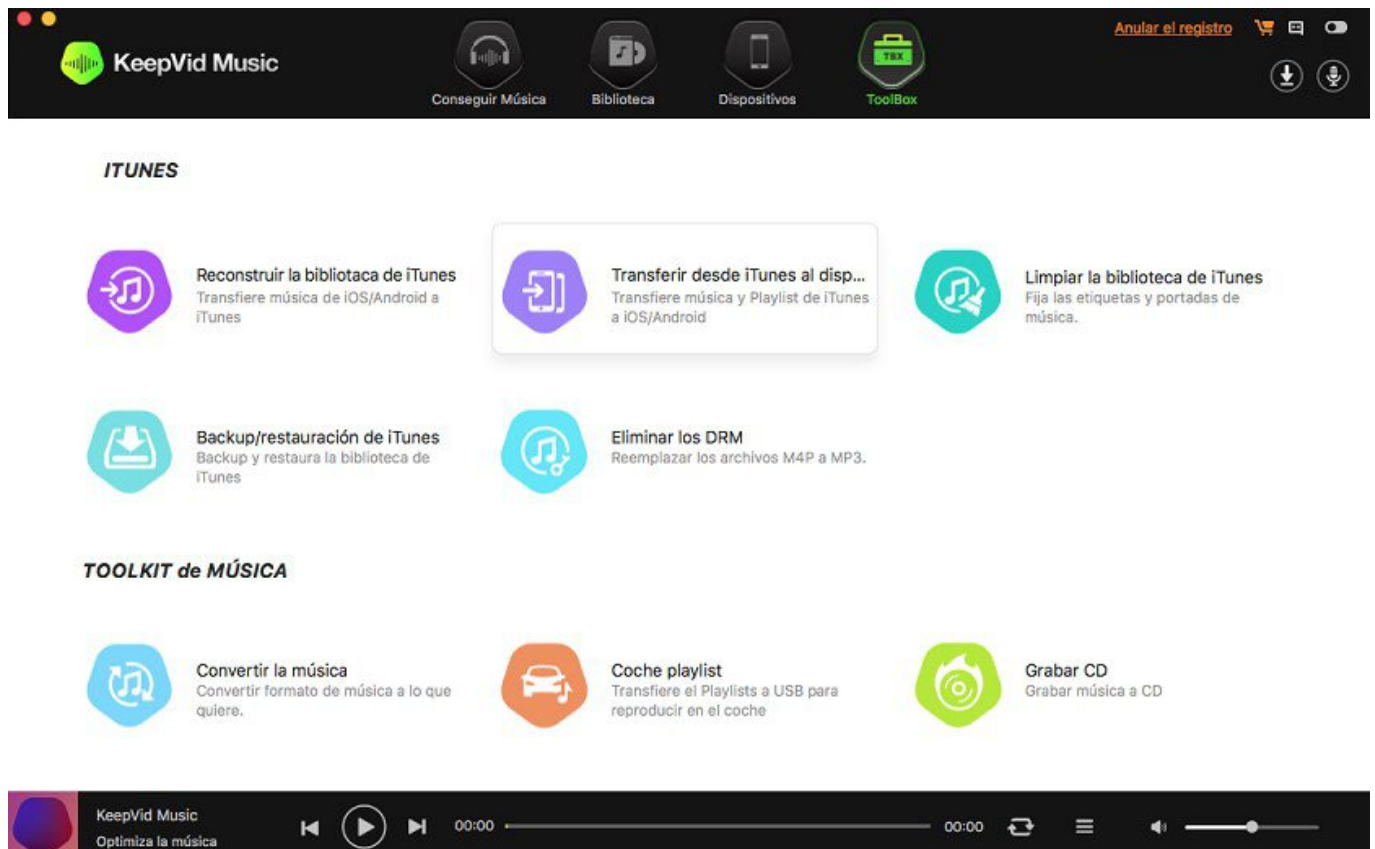 Anular el registro
KeepVid Music
TBX
Conseguir Música
Biblioteca
Dispositivos
ToolBox
ITUNES
Reconstruir la bibliotaca de iTunes
Transfiere música de iOS/Android a
iTunes
Transferir desde iTunes al disp...
Transfiere música y Playlist de iTunes
a iOS/Android
Limpiar la biblioteca de iTunes
Fija las etiquetas y portadas de
música.
Backup/restauración de iTunes
Backup y restaura la biblioteca de
iTunes
Eliminar los DRM
Reemplazar los archivos M4P a MP3.
TOOLKIT de MÚSICA
Convertir la música
Convertir formato de música a lo que
quiere.
Coche playlist
Transfiere el Playlists a USB para
reproducir en el coche
Grabar CD
Grabar música a CD
KeepVid Music
Optimiza la música
00:00
00:00